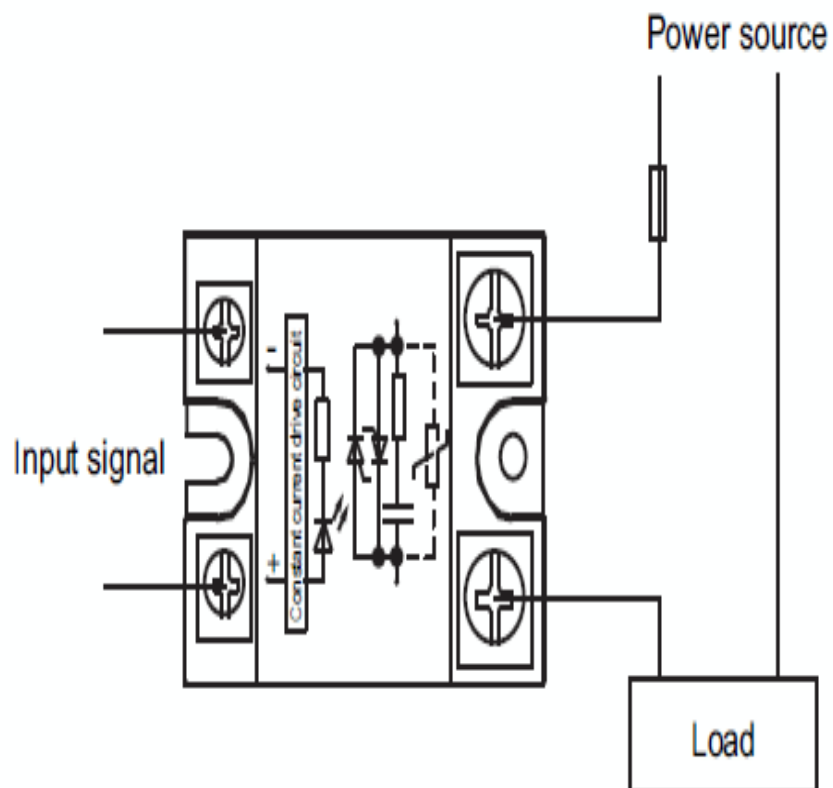 Power source
Input signal
-
Constant current drive circuit
+
Load